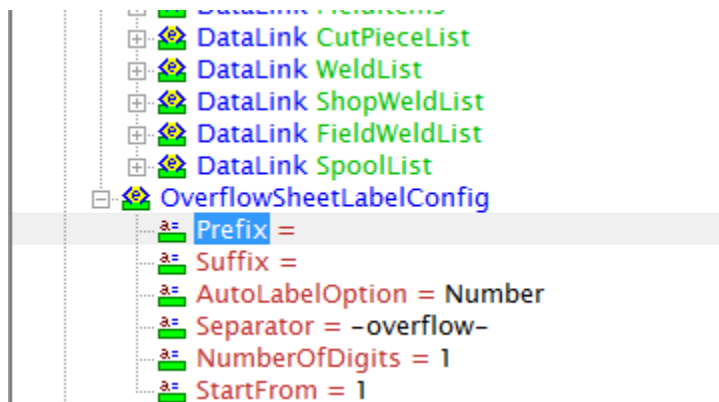 DataLink CutPieceList
DataLink WeldList
DataLink ShopWeldList
DataLink FieldWeldList
DataLink SpoolList
OverflowSheetLabelConfig
Prefix =
Suffix =
AutoLabelOption = Number
Separator = -overflow-
NumberOfDigits = 1
StartFrom = 1